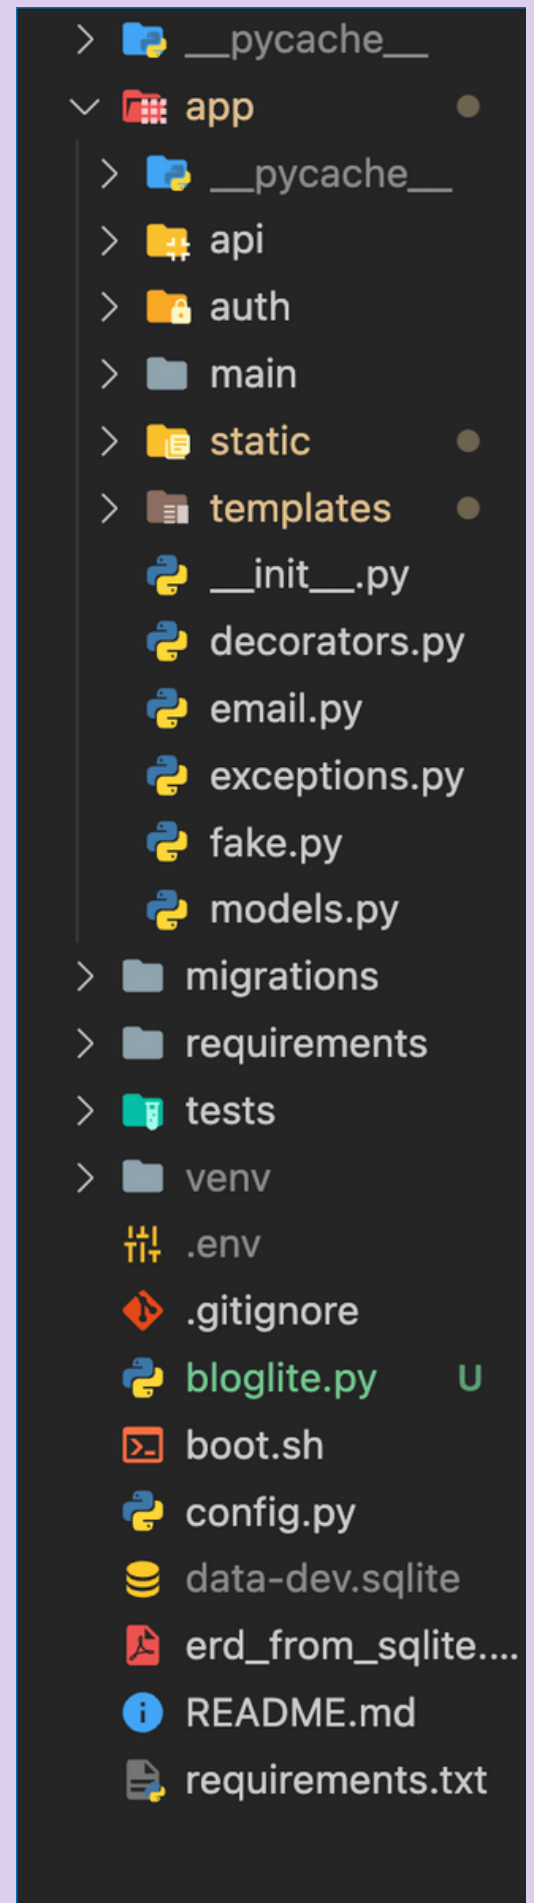 __pycache__
app
__pycache__
api
auth
main
static
templates
__init__.py
decorators.py
email.py
exceptions.py
fake.py
models.py
migrations
requirements
tests
venv
.env
.gitignore
bloglite.py U
boot.sh
config.py
data-dev.sqlite
erd_from_sqlite....
README.md
requirements.txt